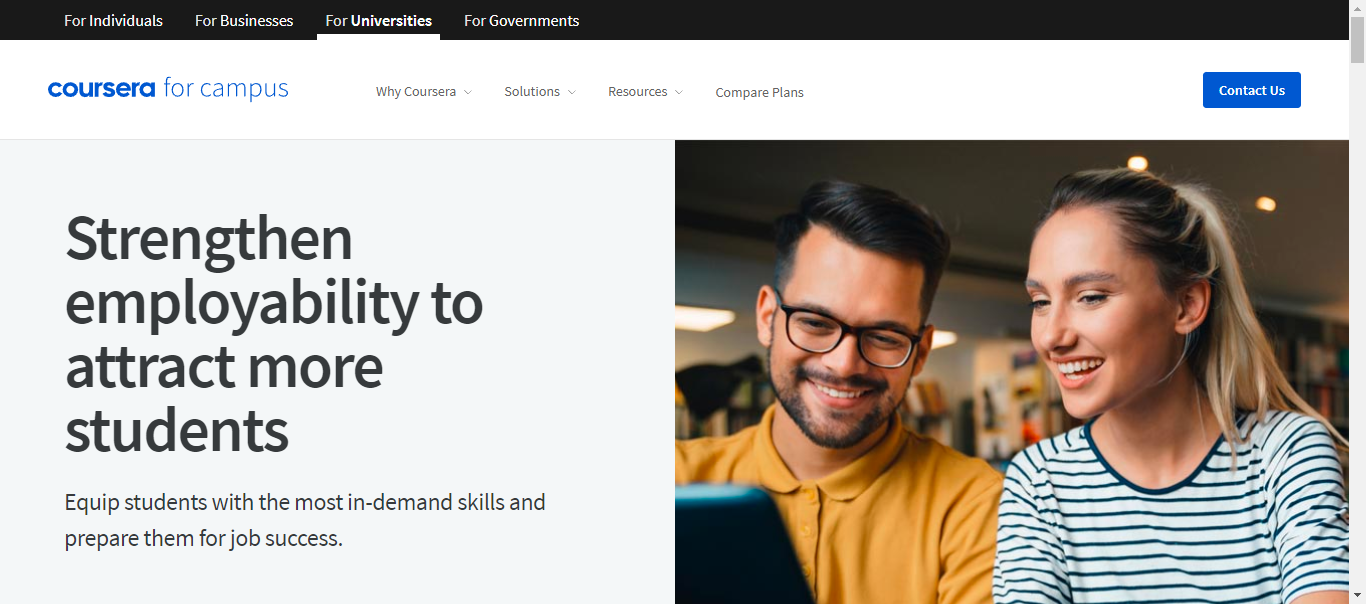 For Individuals For Businesses For Universities For Governments
coursera for campus Why Coursera Solutions Resources Compare Plans Contact Us
Strengthen
employability to
attract more
students
Equip students with the most in-demand skills and
prepare them for job success.